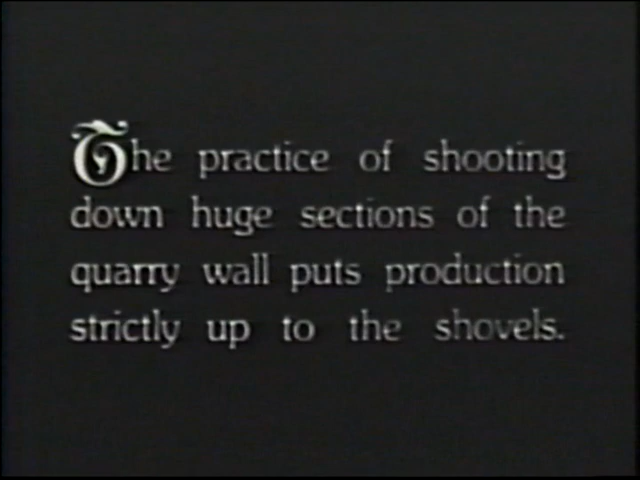 The practice of shooting
down huge sections of the
quarry wall puts production
strictly up to the shovels.